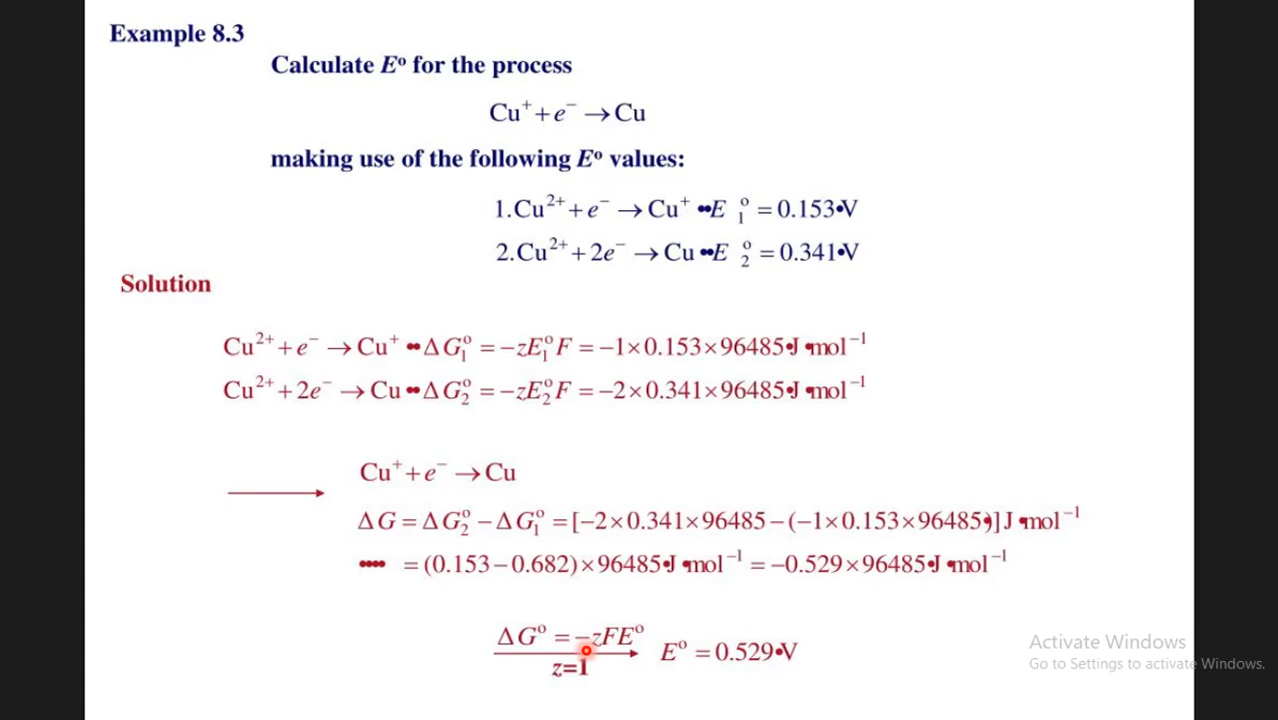 Example 8.3
Calculate E° for the process
Cu⁺ + e⁻ → Cu
making use of the following E° values:
1.Cu²⁺ + e⁻ → Cu⁺ ••E ₁° = 0.153•V
2.Cu²⁺ + 2e⁻ → Cu ••E ₂° = 0.341•V
Solution
Cu²⁺ + e⁻ → Cu⁺ ••ΔG₁° = −zE₁°F = −1×0.153×96485•J •mol⁻¹
Cu²⁺ + 2e⁻ → Cu ••ΔG₂° = −zE₂°F = −2×0.341×96485•J •mol⁻¹
Cu⁺ + e⁻ → Cu
ΔG = ΔG₂° − ΔG₁° = [−2×0.341×96485 − (−1×0.153×96485•)]J •mol⁻¹
•••• = (0.153 − 0.682)×96485•J •mol⁻¹ = −0.529×96485•J •mol⁻¹
ΔG° = −zFE°
z=1
E° = 0.529•V
Activate Windows
Go to Settings to activate Windows.